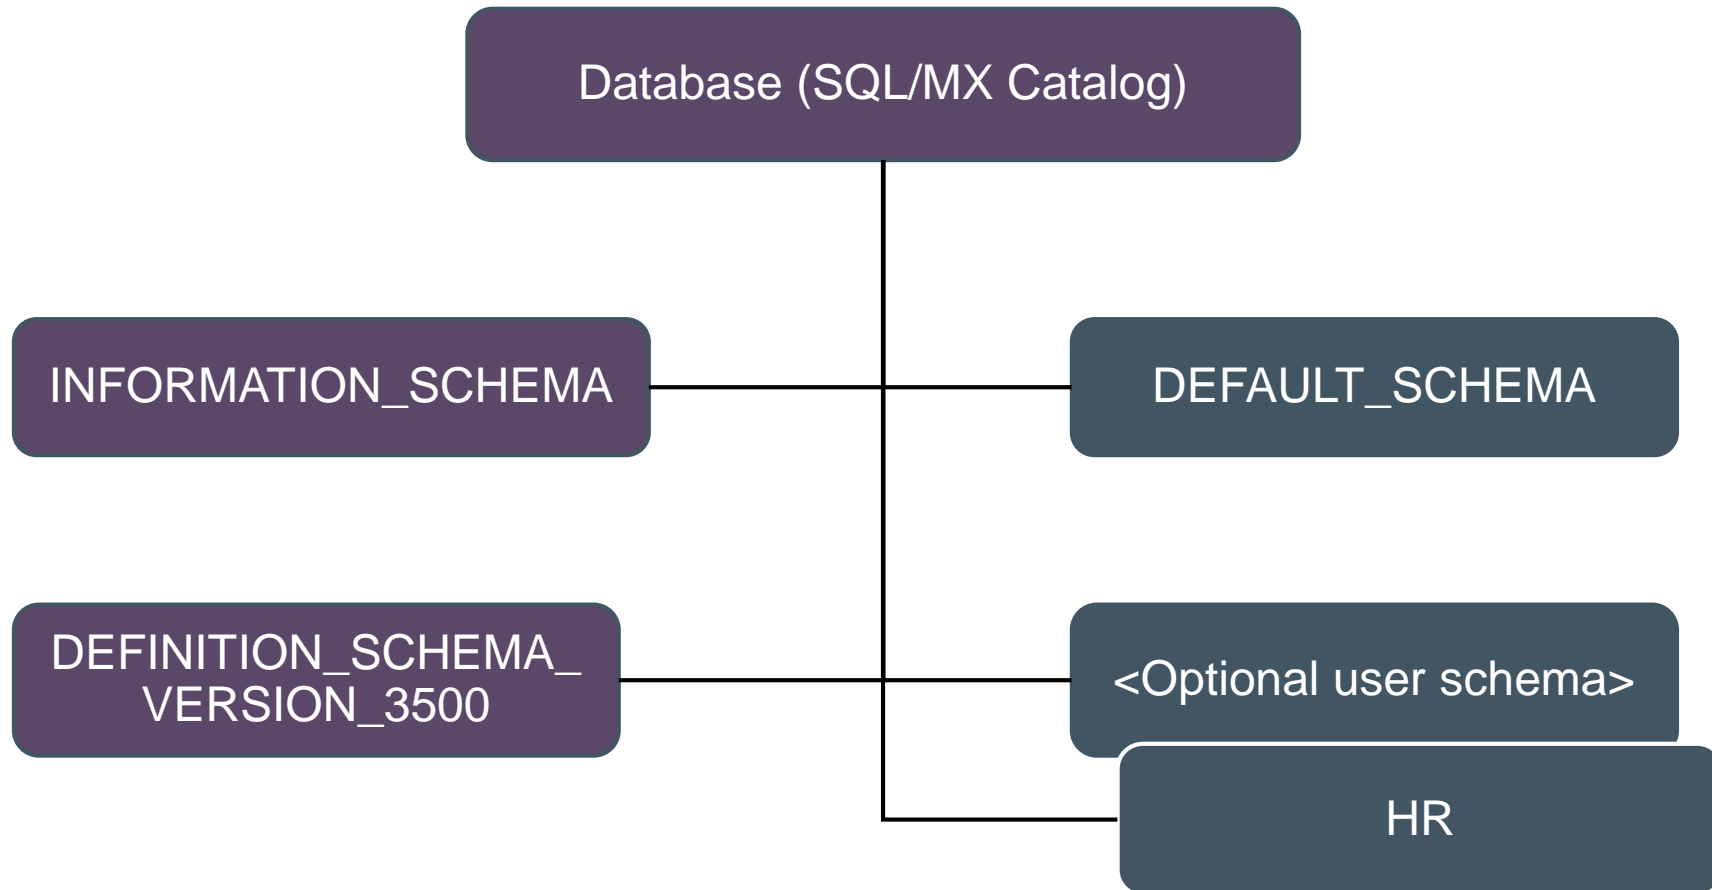 Database (SQL/MX Catalog)
INFORMATION_SCHEMA
DEFAULT_SCHEMA
DEFINITION_SCHEMA_
VERSION_3500
<Optional user schema>
HR